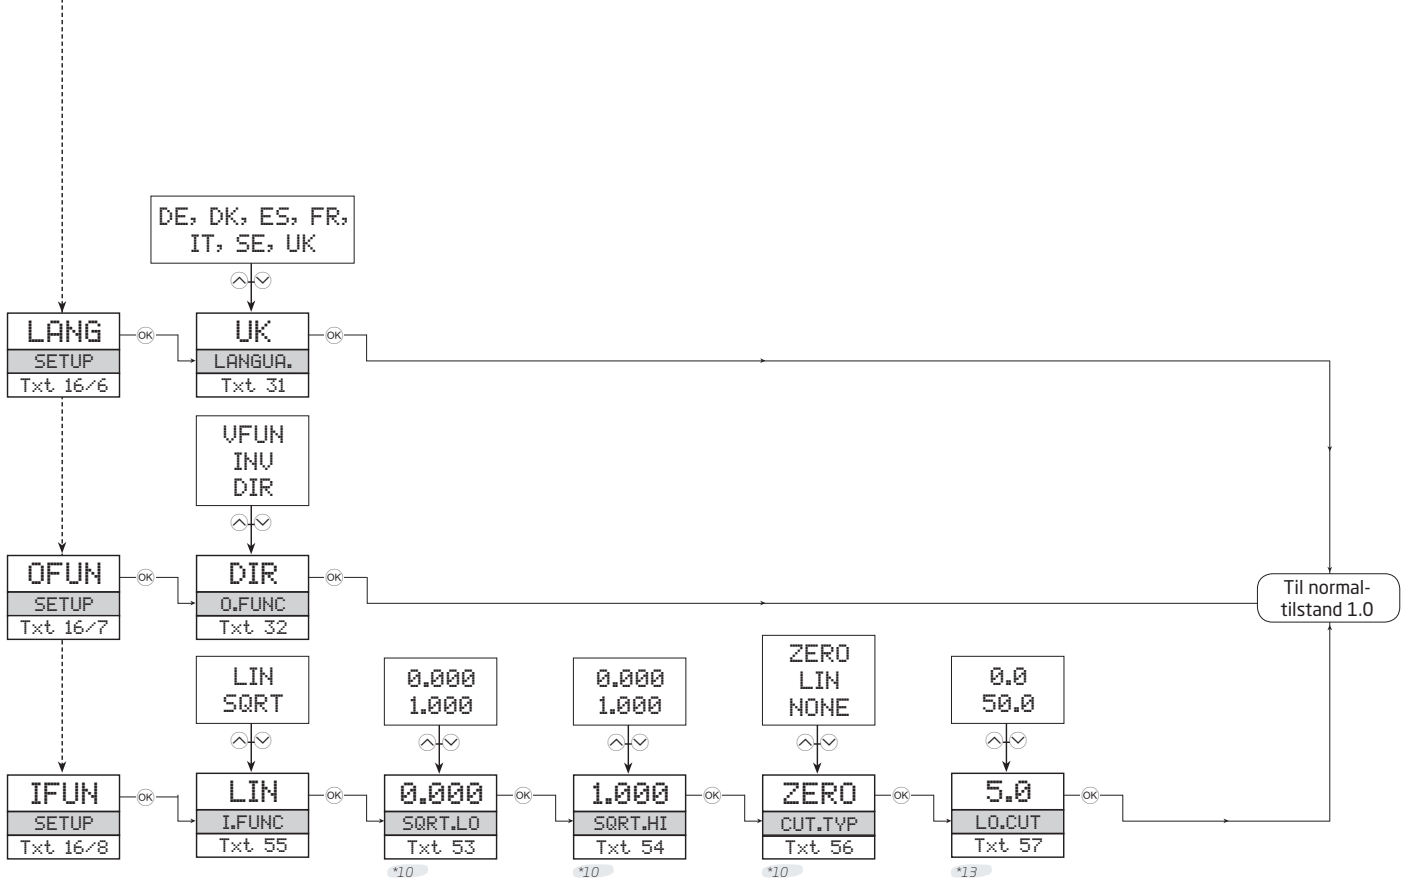 DE, DK, ES, FR,
IT, SE, UK
LANG
SETUP
Txt 16/6
OK
UK
LANGUA.
Txt 31
OK
VFUN
INV
DIR
OFUN
SETUP
Txt 16/7
OK
DIR
O.FUNC
Txt 32
OK
Til normal-
tilstand 1.0
LIN
SQRT
0.000
1.000
0.000
1.000
ZERO
LIN
NONE
0.0
50.0
IFUN
SETUP
Txt 16/8
OK
LIN
I.FUNC
Txt 55
OK
0.000
SQRT.LO
Txt 53
*10
OK
1.000
SQRT.HI
Txt 54
*10
OK
ZERO
CUT.TYP
Txt 56
*10
OK
5.0
LO.CUT
Txt 57
*13
OK